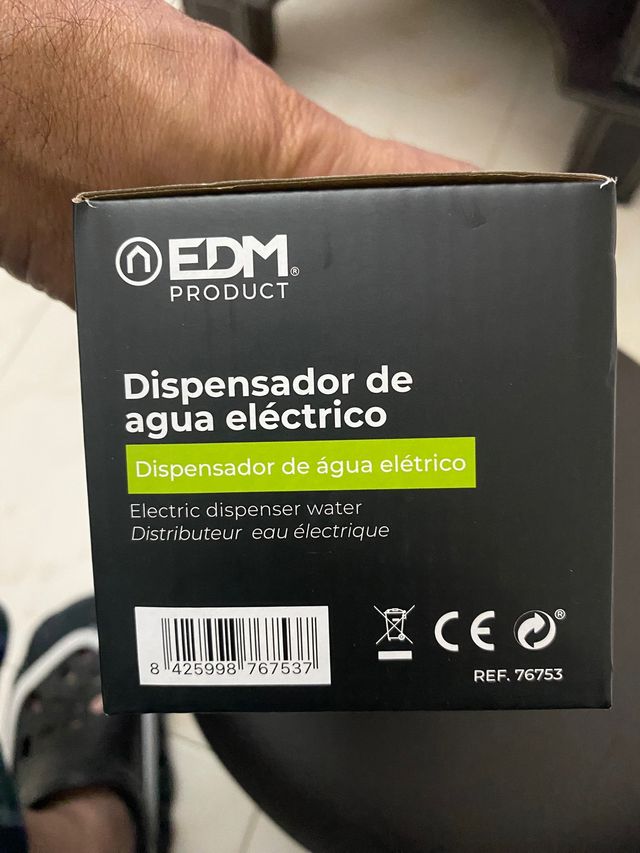 EDM®
PRODUCT
Dispensador de
agua eléctrico
Dispensador de água elétrico
Electric dispenser water
Distributeur eau électrique
8 425998 767537
CE
®
REF. 76753